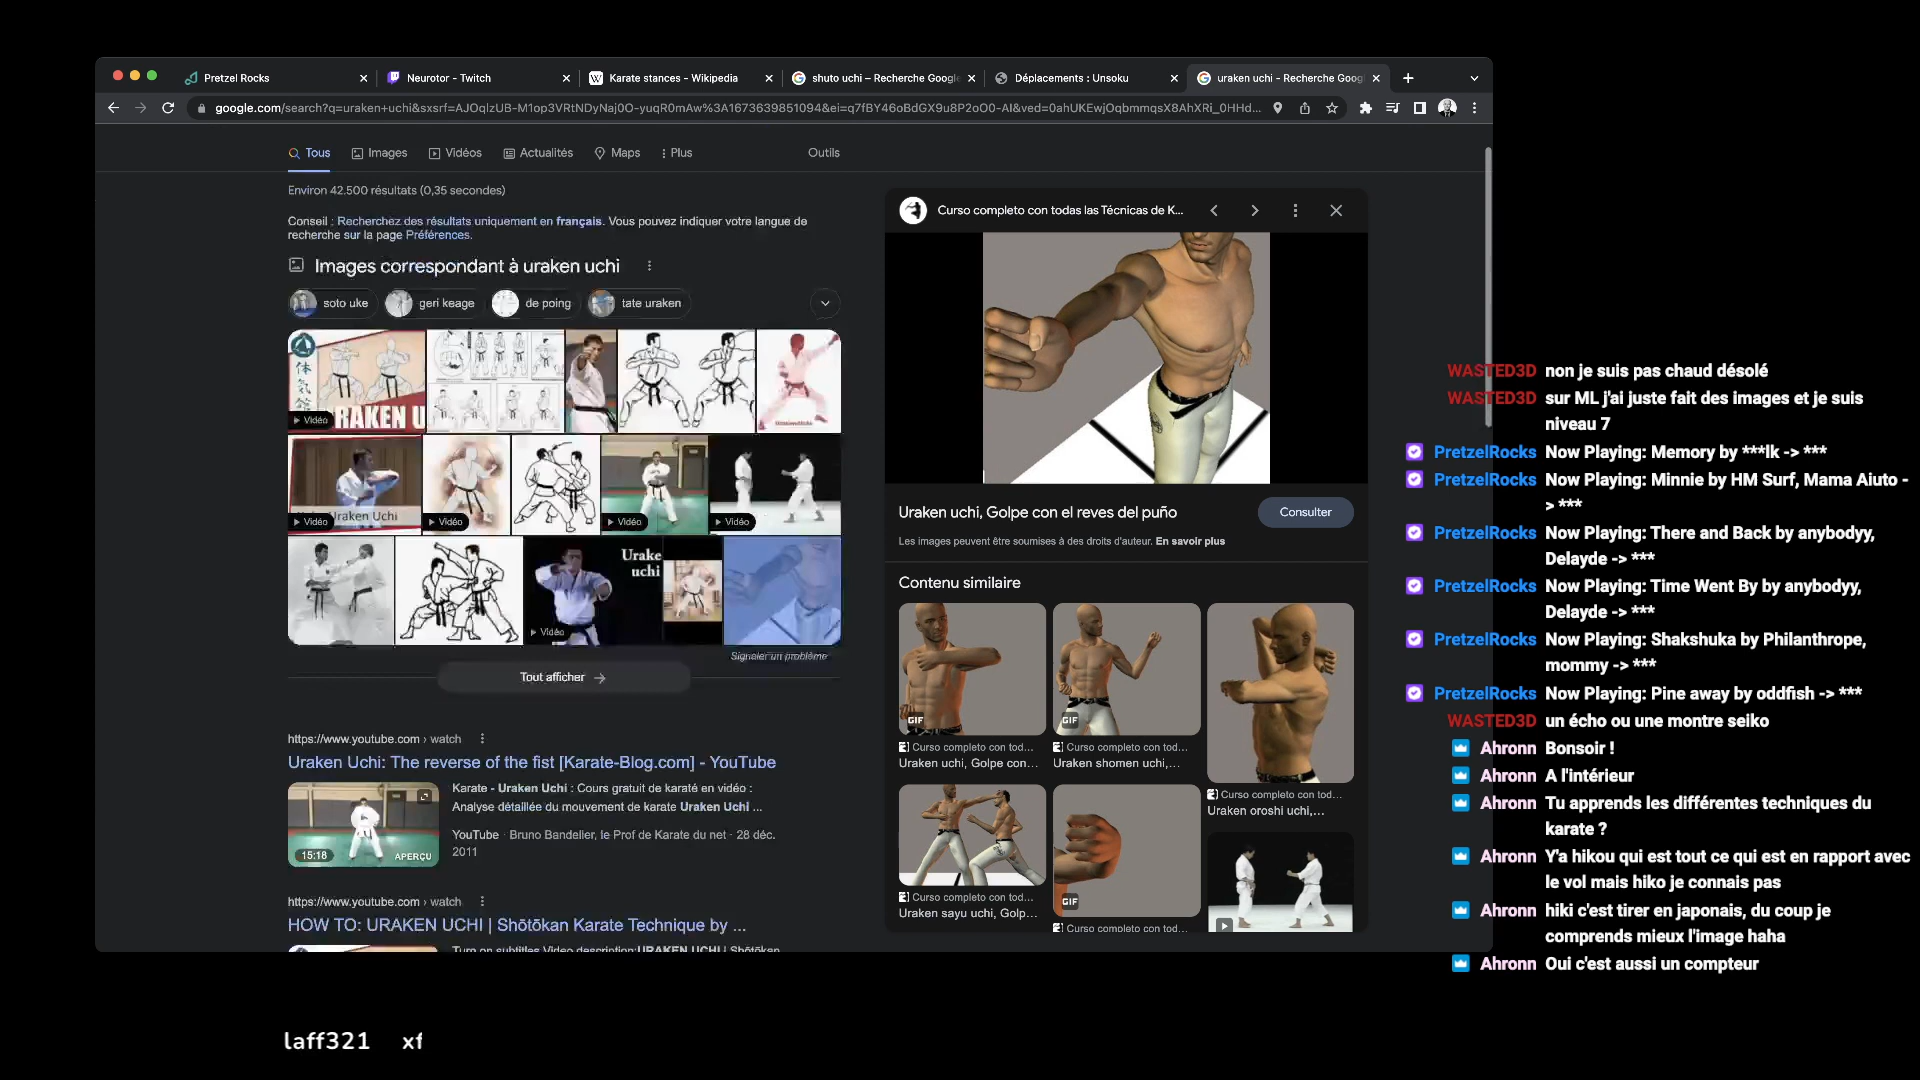 Pretzel Rocks
Neurotor - Twitch
Karate stances - Wikipedia
shuto uchi – Recherche Google
Déplacements : Unsoku
uraken uchi - Recherche Goog
google.com/search?q=uraken+uchi&sxsrf=AJOqlzUB-M1op3VRtNDyNaj0O-yuqR0mAw%3A1673639851094&ei=q7fBY46oBdGX9u8P2oO0-AI&ved=0ahUKEwjOqbmmqsX8AhXRi_0HHd...
Tous
Images
Vidéos
Actualités
Maps
Plus
Outils
Environ 42.500 résultats (0,35 secondes)
Conseil : Recherchez des résultats uniquement en français. Vous pouvez indiquer votre langue de
recherche sur la page Préférences.
Images correspondant à uraken uchi
soto uke
geri keage
de poing
tate uraken
Vidéo
URAKEN U
Vidéo
Uraken Uchi
Vidéo
Vidéo
Vidéo
Urake
uchi
Vidéo
Signaler un problème
Tout afficher
https://www.youtube.com › watch
Uraken Uchi: The reverse of the fist [Karate-Blog.com] - YouTube
15:18
APERÇU
Karate - Uraken Uchi : Cours gratuit de karaté en vidéo :
Analyse détaillée du mouvement de karate Uraken Uchi ...
YouTube · Bruno Bandelier, le Prof de Karate du net · 28 déc.
2011
https://www.youtube.com › watch
HOW TO: URAKEN UCHI | Shōtōkan Karate Technique by ...
Turn on subtitles Video description:URAKEN UCHI | Shōtōkan
Curso completo con todas las Técnicas de K...
Uraken uchi, Golpe con el reves del puño
Consulter
Les images peuvent être soumises à des droits d'auteur. En savoir plus
Contenu similaire
GIF
Curso completo con tod...
Uraken uchi, Golpe con...
GIF
Curso completo con tod...
Uraken shomen uchi,...
Curso completo con tod...
Uraken oroshi uchi,...
Curso completo con tod...
Uraken sayu uchi, Golp...
GIF
Curso completo con tod...
WASTED3D non je suis pas chaud désolé
WASTED3D sur ML j'ai juste fait des images et je suis
niveau 7
PretzelRocks Now Playing: Memory by ***lk -> ***
PretzelRocks Now Playing: Minnie by HM Surf, Mama Aiuto -
> ***
PretzelRocks Now Playing: There and Back by anybodyy,
Delayde -> ***
PretzelRocks Now Playing: Time Went By by anybodyy,
Delayde -> ***
PretzelRocks Now Playing: Shakshuka by Philanthrope,
mommy -> ***
PretzelRocks Now Playing: Pine away by oddfish -> ***
WASTED3D un écho ou une montre seiko
Ahronn Bonsoir !
Ahronn A l'intérieur
Ahronn Tu apprends les différentes techniques du
karate ?
Ahronn Y'a hikou qui est tout ce qui est en rapport avec
le vol mais hiko je connais pas
Ahronn hiki c'est tirer en japonais, du coup je
comprends mieux l'image haha
Ahronn Oui c'est aussi un compteur
laff321 xf